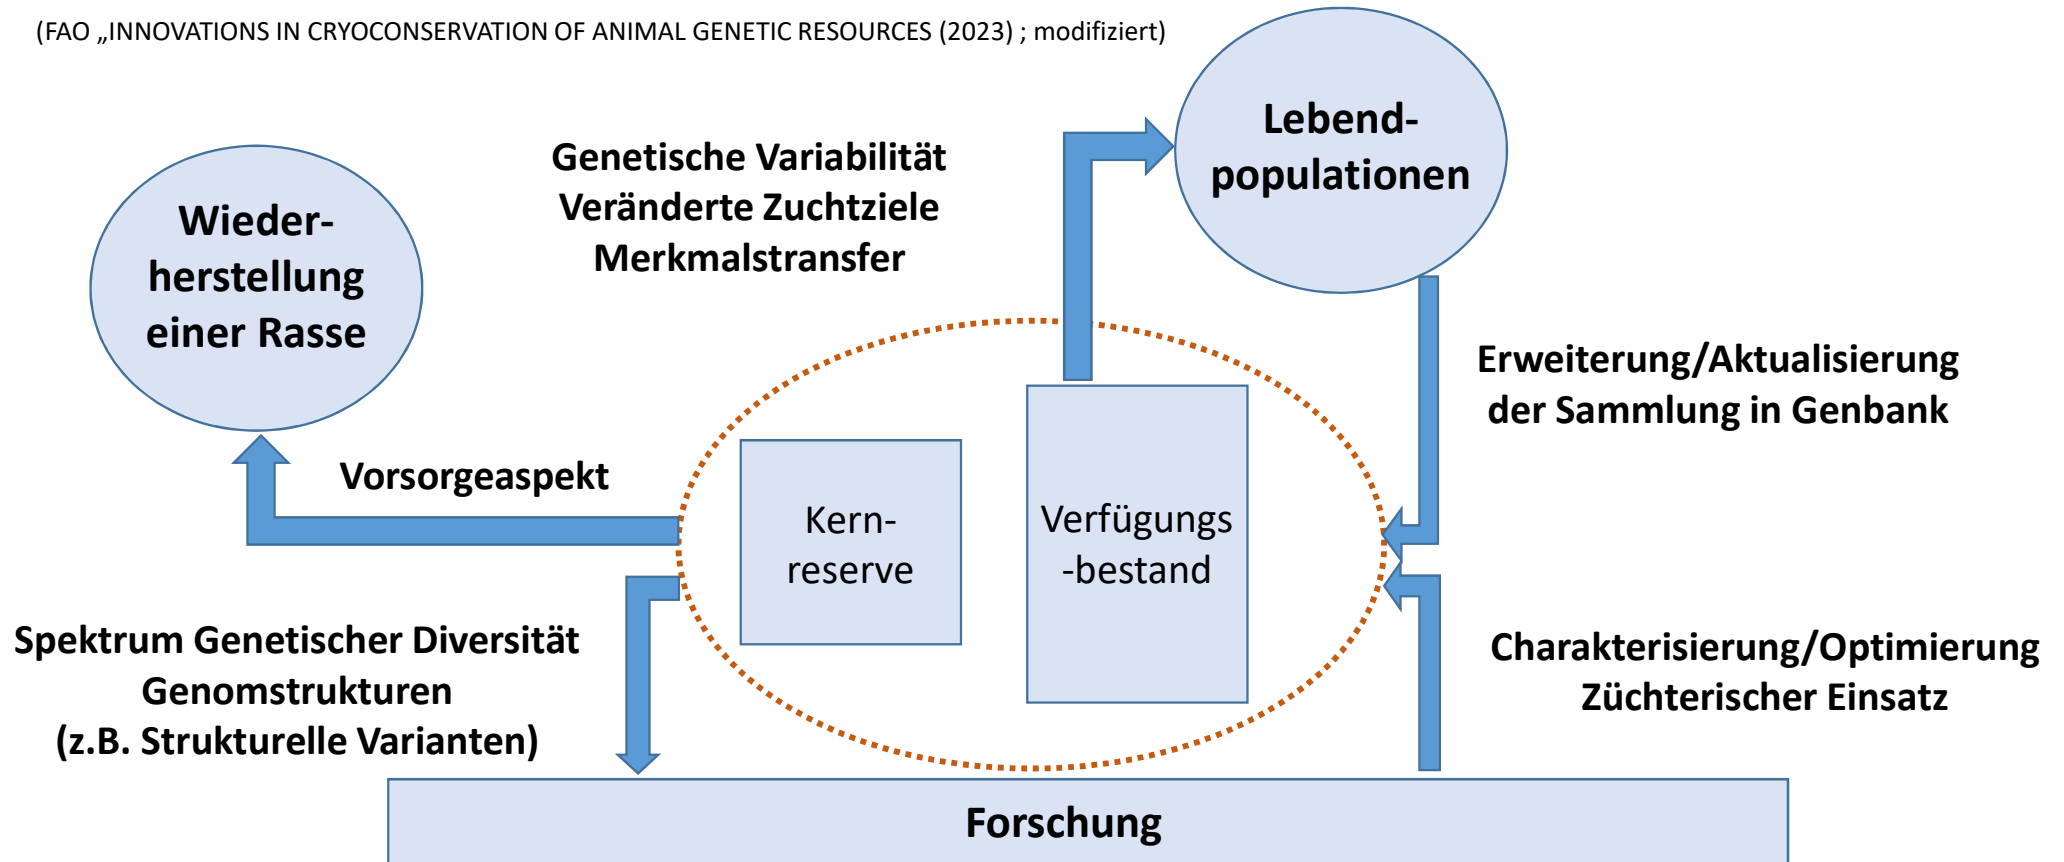 (FAO „INNOVATIONS IN CRYOCONSERVATION OF ANIMAL GENETIC RESOURCES (2023) ; modifiziert)
Wieder-
herstellung
einer Rasse
Genetische Variabilität
Veränderte Zuchtziele
Merkmalstransfer
Lebend-
populationen
Erweiterung/Aktualisierung
der Sammlung in Genbank
Vorsorgeaspekt
Kern-
reserve
Verfügungs
-bestand
Spektrum Genetischer Diversität
Genomstrukturen
(z.B. Strukturelle Varianten)
Charakterisierung/Optimierung
Züchterischer Einsatz
Forschung